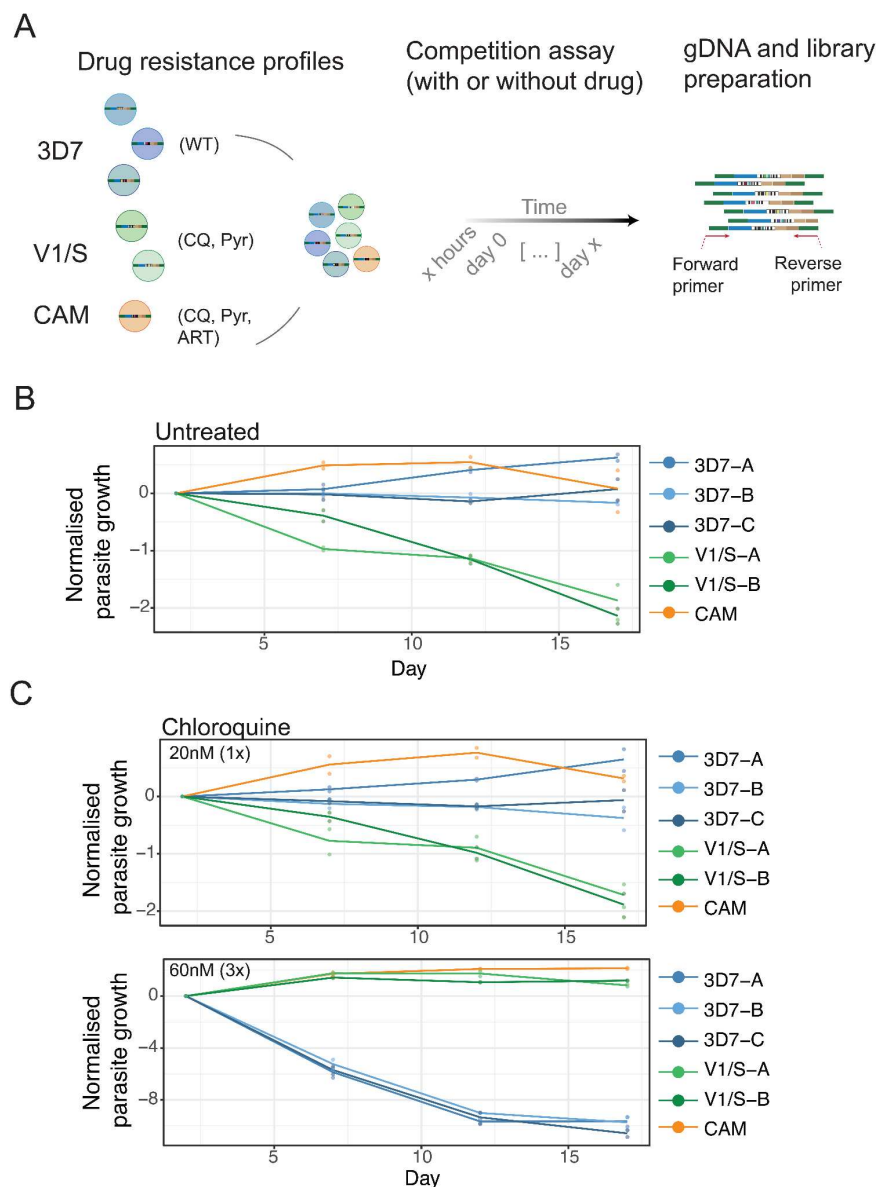 A
Drug resistance profiles
Competition assay
(with or without drug)
gDNA and library
preparation
3D7
(WT)
V1/S
(CQ, Pyr)
CAM
(CQ, Pyr,
ART)
Time
x hours
day 0
[ ... ]
day x
Forward
primer
Reverse
primer
B
Untreated
Normalised
parasite growth
0
−1
−2
5
10
15
Day
3D7−A
3D7−B
3D7−C
V1/S−A
V1/S−B
CAM
C
Chloroquine
20nM (1x)
Normalised
parasite growth
0
−1
−2
5
10
15
3D7−A
3D7−B
3D7−C
V1/S−A
V1/S−B
CAM
60nM (3x)
Normalised
parasite growth
0
−4
−8
5
10
15
Day
3D7−A
3D7−B
3D7−C
V1/S−A
V1/S−B
CAM